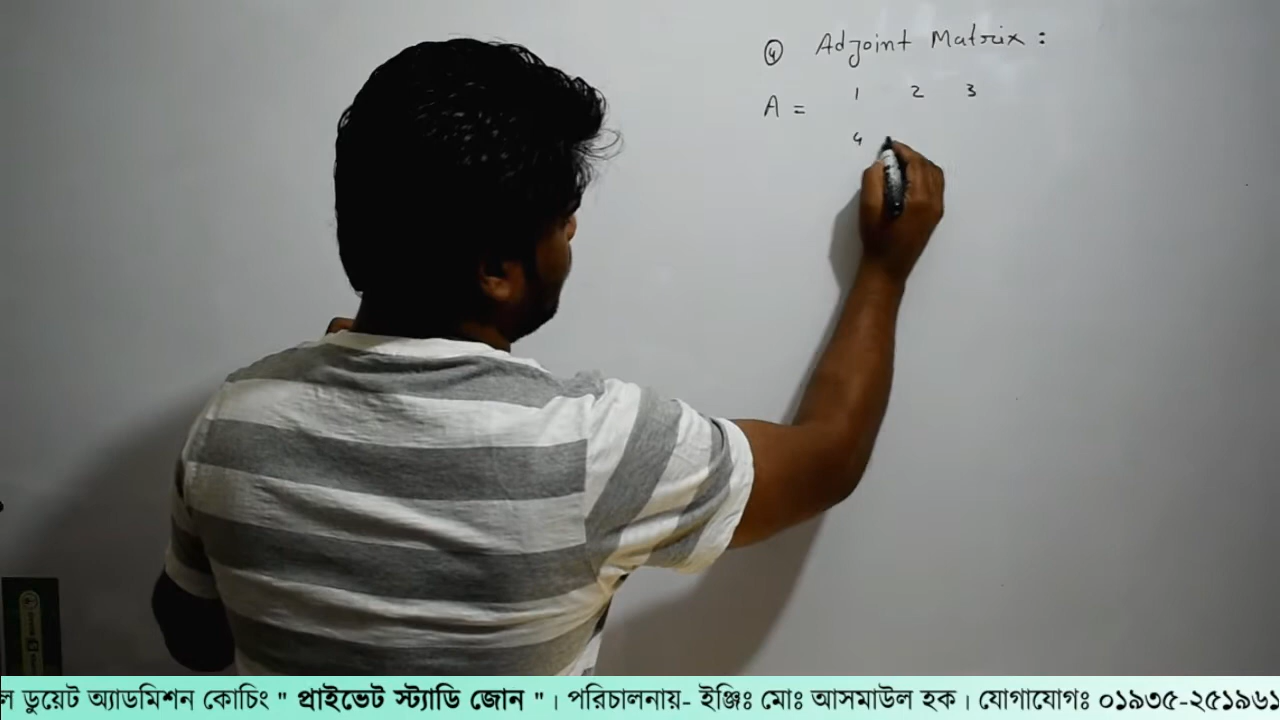 ④ Adjoint Matrix :
A = 1 2 3
4
ল ডুয়েট অ্যাডমিশন কোচিং " প্রাইভেট স্ট্যাডি জোন " । পরিচালনায়- ইঞ্জিঃ মোঃ আসমাউল হক । যোগাযোগঃ ০১৯৩৫-২৫১৯৬১